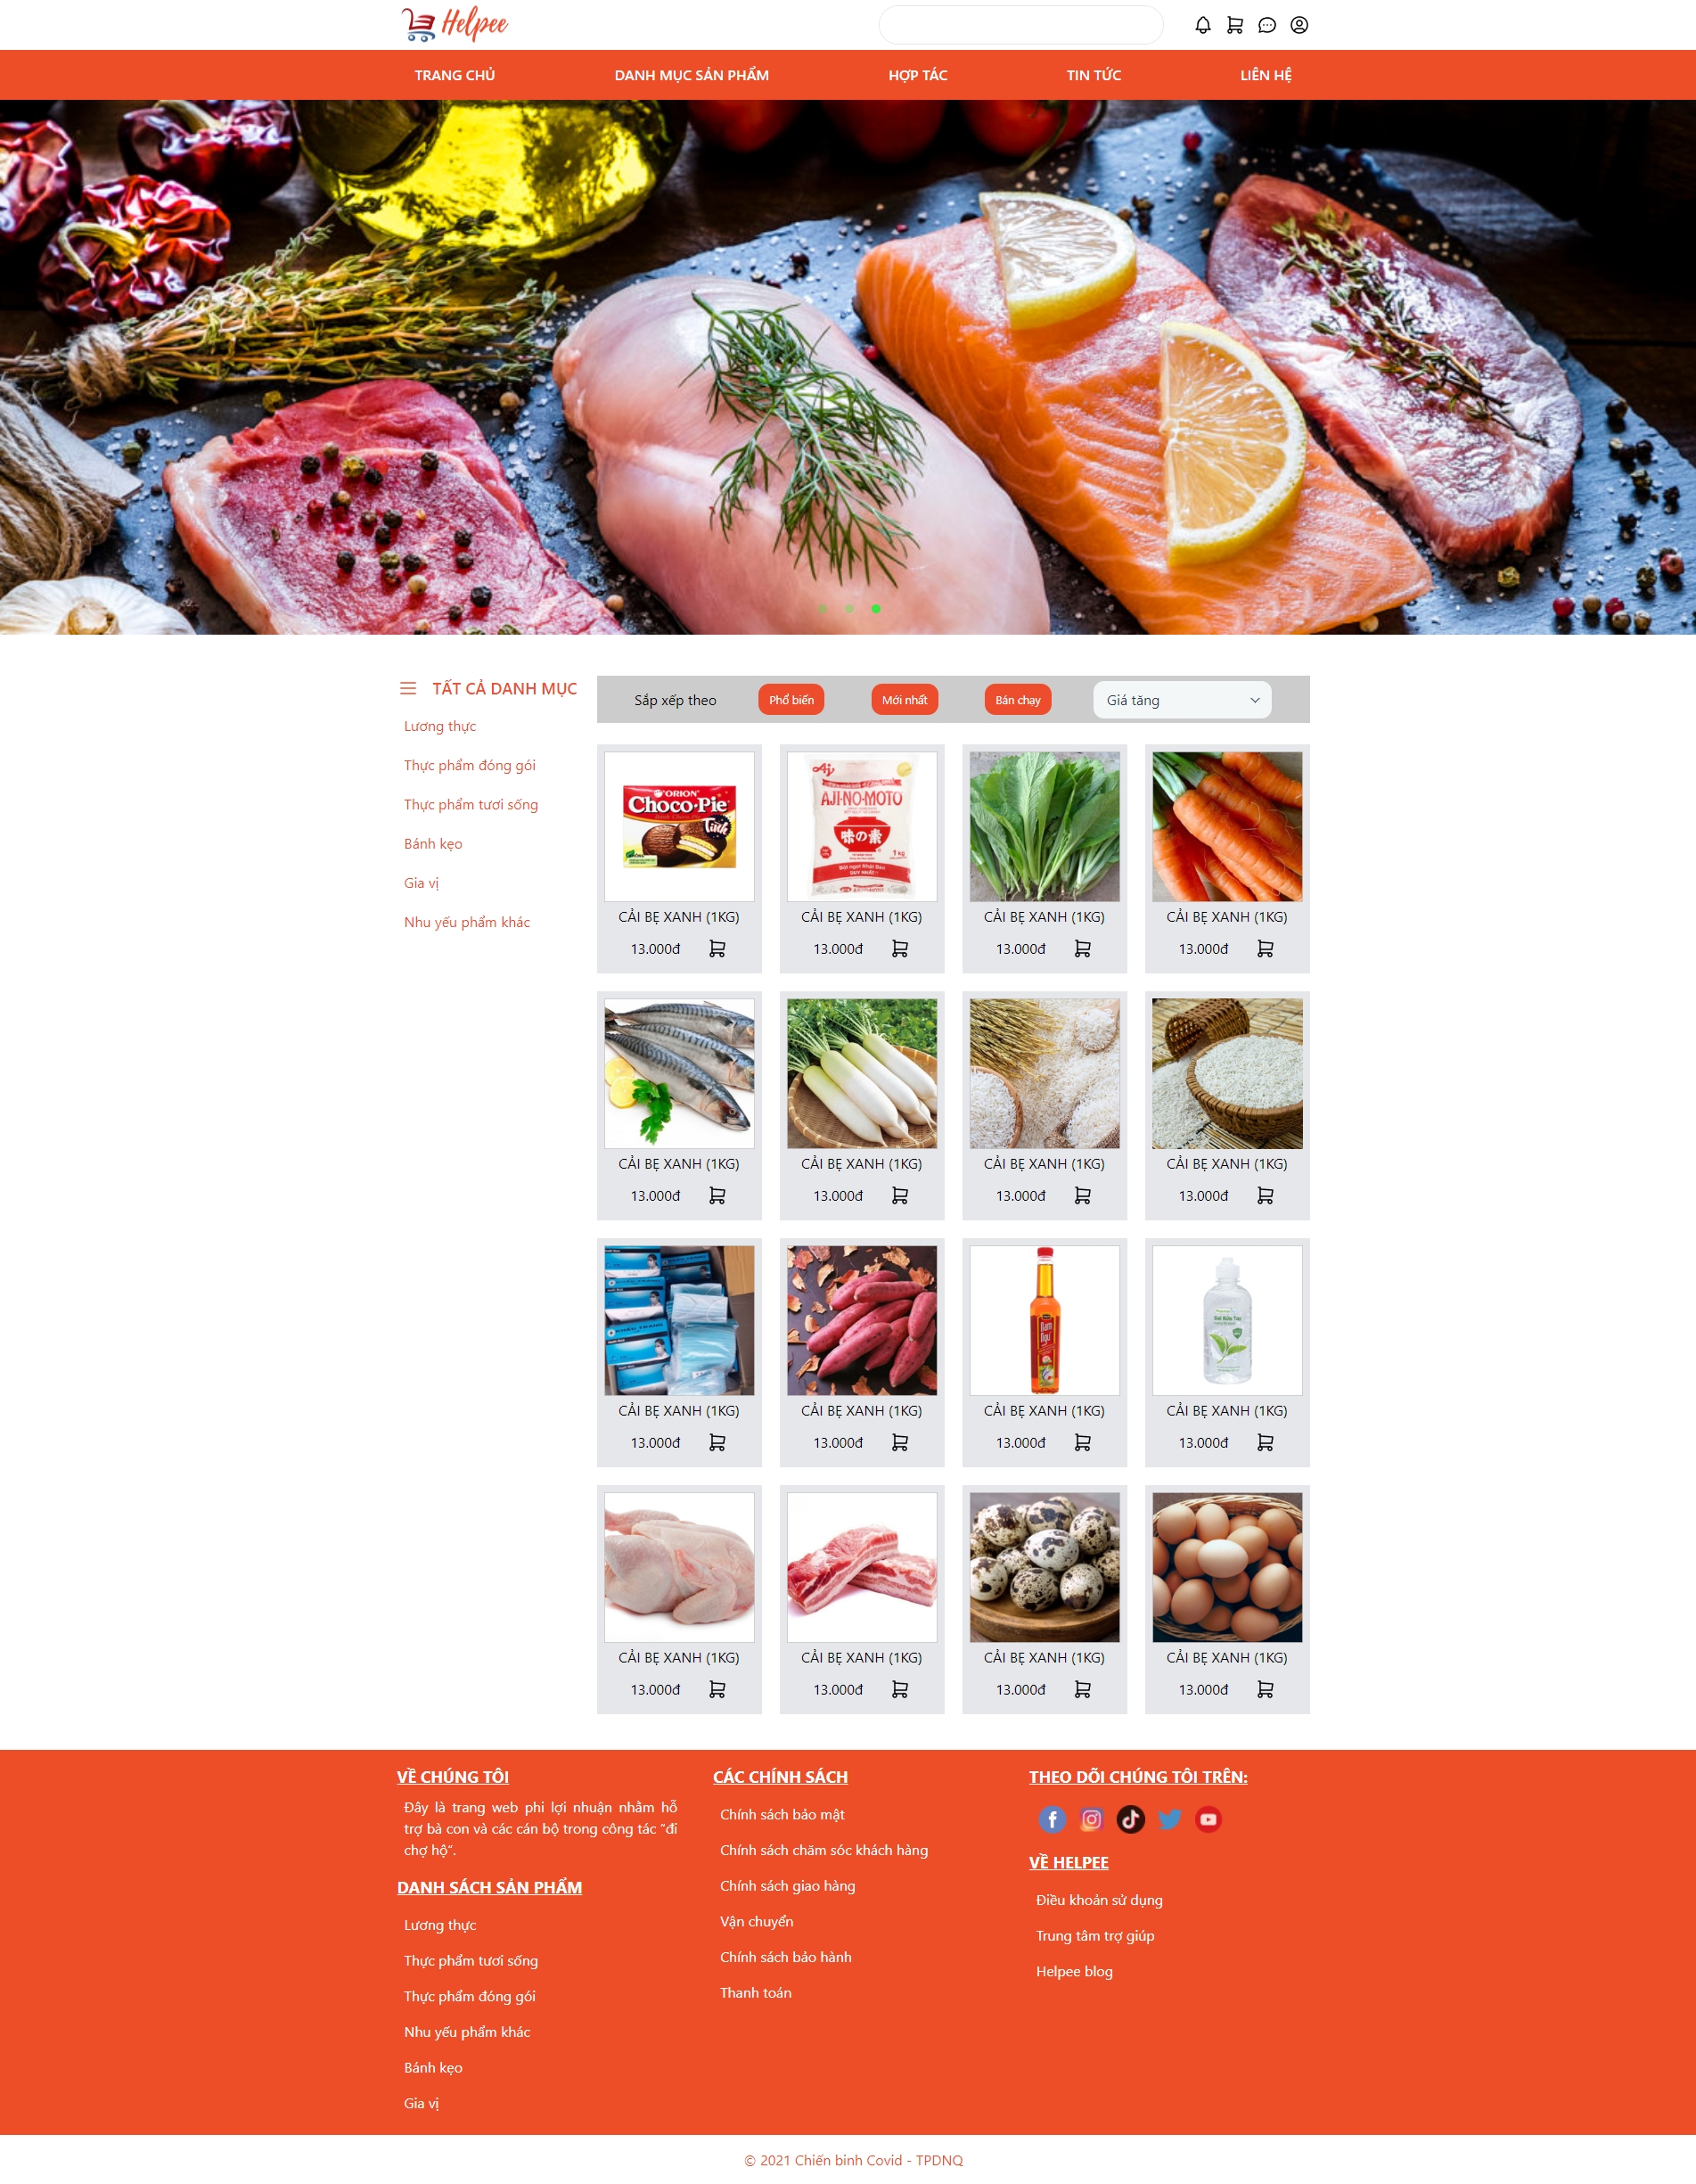 Helpee
TRANG CHỦ
DANH MỤC SẢN PHẨM
HỢP TÁC
TIN TỨC
LIÊN HỆ
TẤT CẢ DANH MỤC
Lương thực
Thực phẩm đóng gói
Thực phẩm tươi sống
Bánh kẹo
Gia vị
Nhu yếu phẩm khác
Sắp xếp theo
Phổ biến
Mới nhất
Bán chạy
Giá tăng
ORION
Choco-Pie
Tình
Aj
AJI-NO-MOTO
味の素
1 kg
CẢI BẸ XANH (1KG)
CẢI BẸ XANH (1KG)
CẢI BẸ XANH (1KG)
CẢI BẸ XANH (1KG)
13.000đ
13.000đ
13.000đ
13.000đ
CẢI BẸ XANH (1KG)
CẢI BẸ XANH (1KG)
CẢI BẸ XANH (1KG)
CẢI BẸ XANH (1KG)
13.000đ
13.000đ
13.000đ
13.000đ
Nam Ngư
CẢI BẸ XANH (1KG)
CẢI BẸ XANH (1KG)
CẢI BẸ XANH (1KG)
CẢI BẸ XANH (1KG)
13.000đ
13.000đ
13.000đ
13.000đ
CẢI BẸ XANH (1KG)
CẢI BẸ XANH (1KG)
CẢI BẸ XANH (1KG)
CẢI BẸ XANH (1KG)
13.000đ
13.000đ
13.000đ
13.000đ
VỀ CHÚNG TÔI
Đây là trang web phi lợi nhuận nhằm hỗ
trợ bà con và các cán bộ trong công tác “đi
chợ hộ”.
DANH SÁCH SẢN PHẨM
Lương thực
Thực phẩm tươi sống
Thực phẩm đóng gói
Nhu yếu phẩm khác
Bánh kẹo
Gia vị
CÁC CHÍNH SÁCH
Chính sách bảo mật
Chính sách chăm sóc khách hàng
Chính sách giao hàng
Vận chuyển
Chính sách bảo hành
Thanh toán
THEO DÕI CHÚNG TÔI TRÊN:
VỀ HELPEE
Điều khoản sử dụng
Trung tâm trợ giúp
Helpee blog
© 2021 Chiến binh Covid - TPDNQ